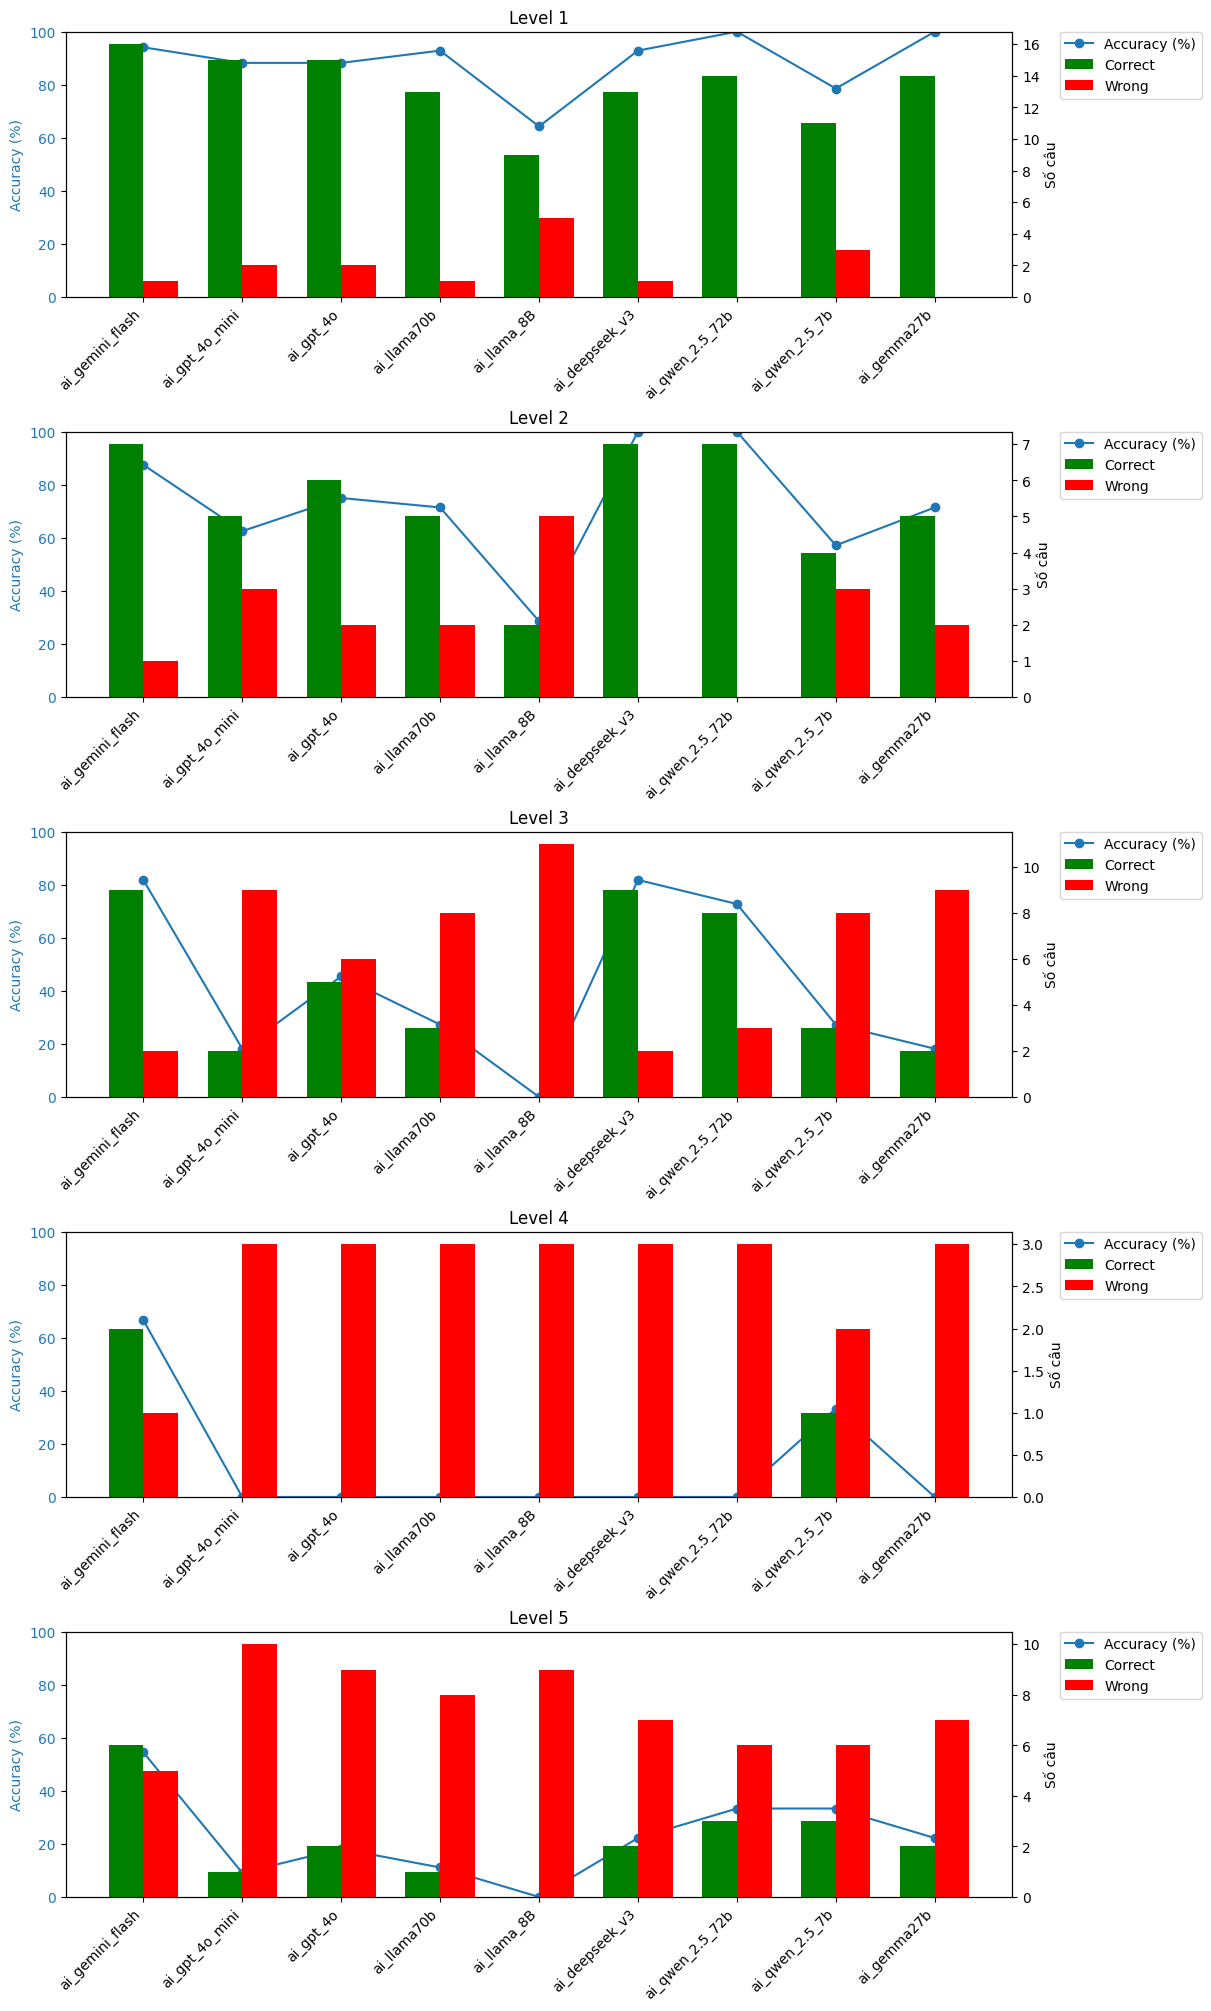 Level 1
100
80
60
40
20
0
Accuracy (%)
16
14
12
10
8
6
4
2
0
Số câu
Accuracy (%)
Correct
Wrong
ai_gemini_flash
ai_gpt_4o_mini
ai_gpt_4o
ai_llama70b
ai_llama_8B
ai_deepseek_v3
ai_qwen_2.5_72b
ai_qwen_2.5_7b
ai_gemma27b
Level 2
100
80
60
40
20
0
Accuracy (%)
7
6
5
4
3
2
1
0
Số câu
Accuracy (%)
Correct
Wrong
ai_gemini_flash
ai_gpt_4o_mini
ai_gpt_4o
ai_llama70b
ai_llama_8B
ai_deepseek_v3
ai_qwen_2.5_72b
ai_qwen_2.5_7b
ai_gemma27b
Level 3
100
80
60
40
20
0
Accuracy (%)
10
8
6
4
2
0
Số câu
Accuracy (%)
Correct
Wrong
ai_gemini_flash
ai_gpt_4o_mini
ai_gpt_4o
ai_llama70b
ai_llama_8B
ai_deepseek_v3
ai_qwen_2.5_72b
ai_qwen_2.5_7b
ai_gemma27b
Level 4
100
80
60
40
20
0
Accuracy (%)
3.0
2.5
2.0
1.5
1.0
0.5
0.0
Số câu
Accuracy (%)
Correct
Wrong
ai_gemini_flash
ai_gpt_4o_mini
ai_gpt_4o
ai_llama70b
ai_llama_8B
ai_deepseek_v3
ai_qwen_2.5_72b
ai_qwen_2.5_7b
ai_gemma27b
Level 5
100
80
60
40
20
0
Accuracy (%)
10
8
6
4
2
0
Số câu
Accuracy (%)
Correct
Wrong
ai_gemini_flash
ai_gpt_4o_mini
ai_gpt_4o
ai_llama70b
ai_llama_8B
ai_deepseek_v3
ai_qwen_2.5_72b
ai_qwen_2.5_7b
ai_gemma27b